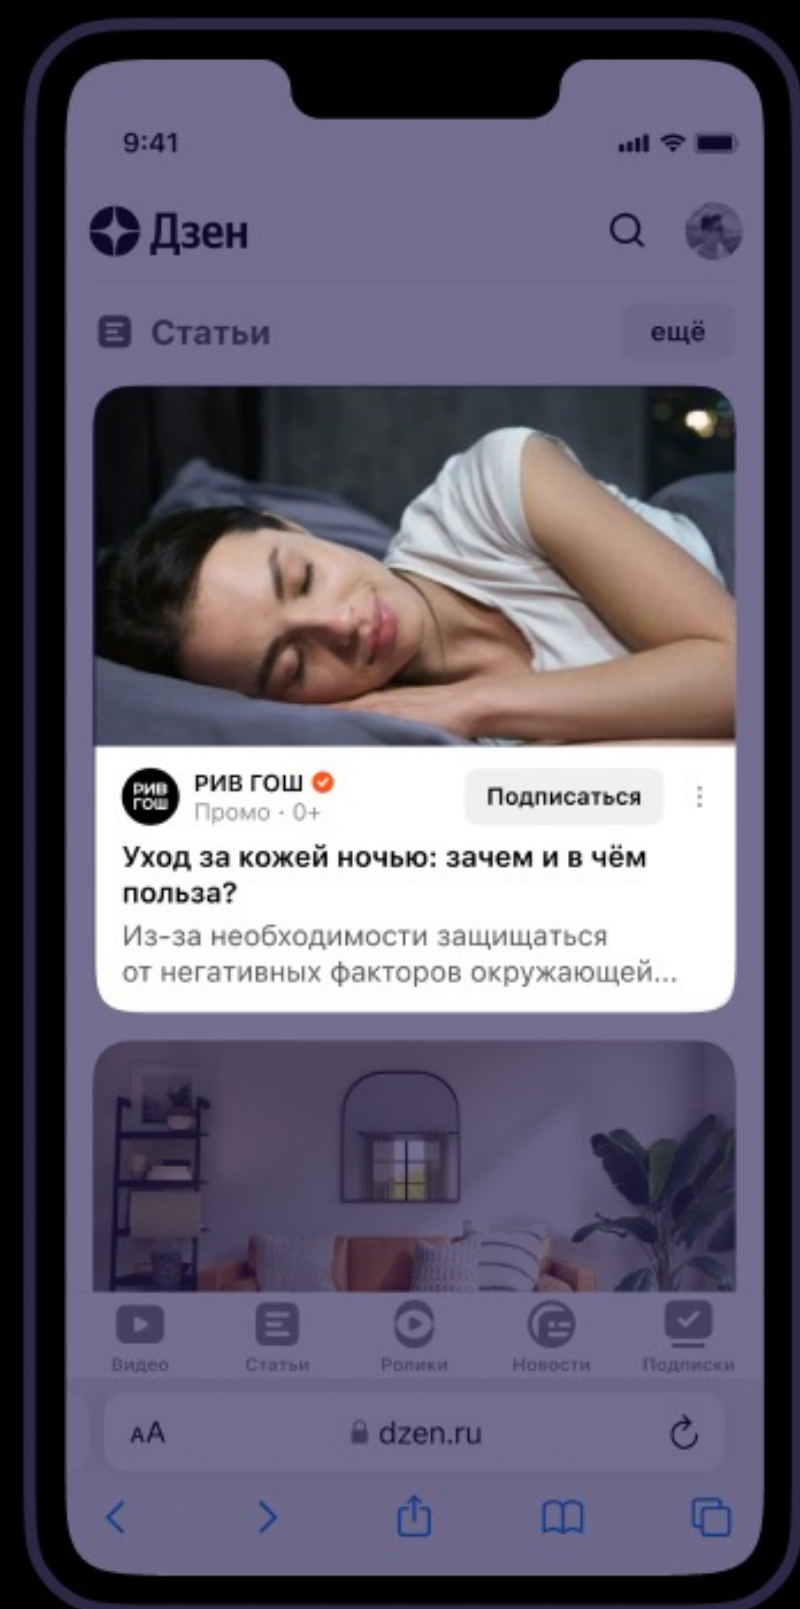 9:41
Дзен
Статьи
ещё
РИВ ГОШ
РИВ ГОШ
Подписаться
Промо · 0+
Уход за кожей ночью: зачем и в чём
польза?
Из-за необходимости защищаться
от негативных факторов окружающей...
Видео
Статьи
Ролики
Новости
Подписки
AA
dzen.ru